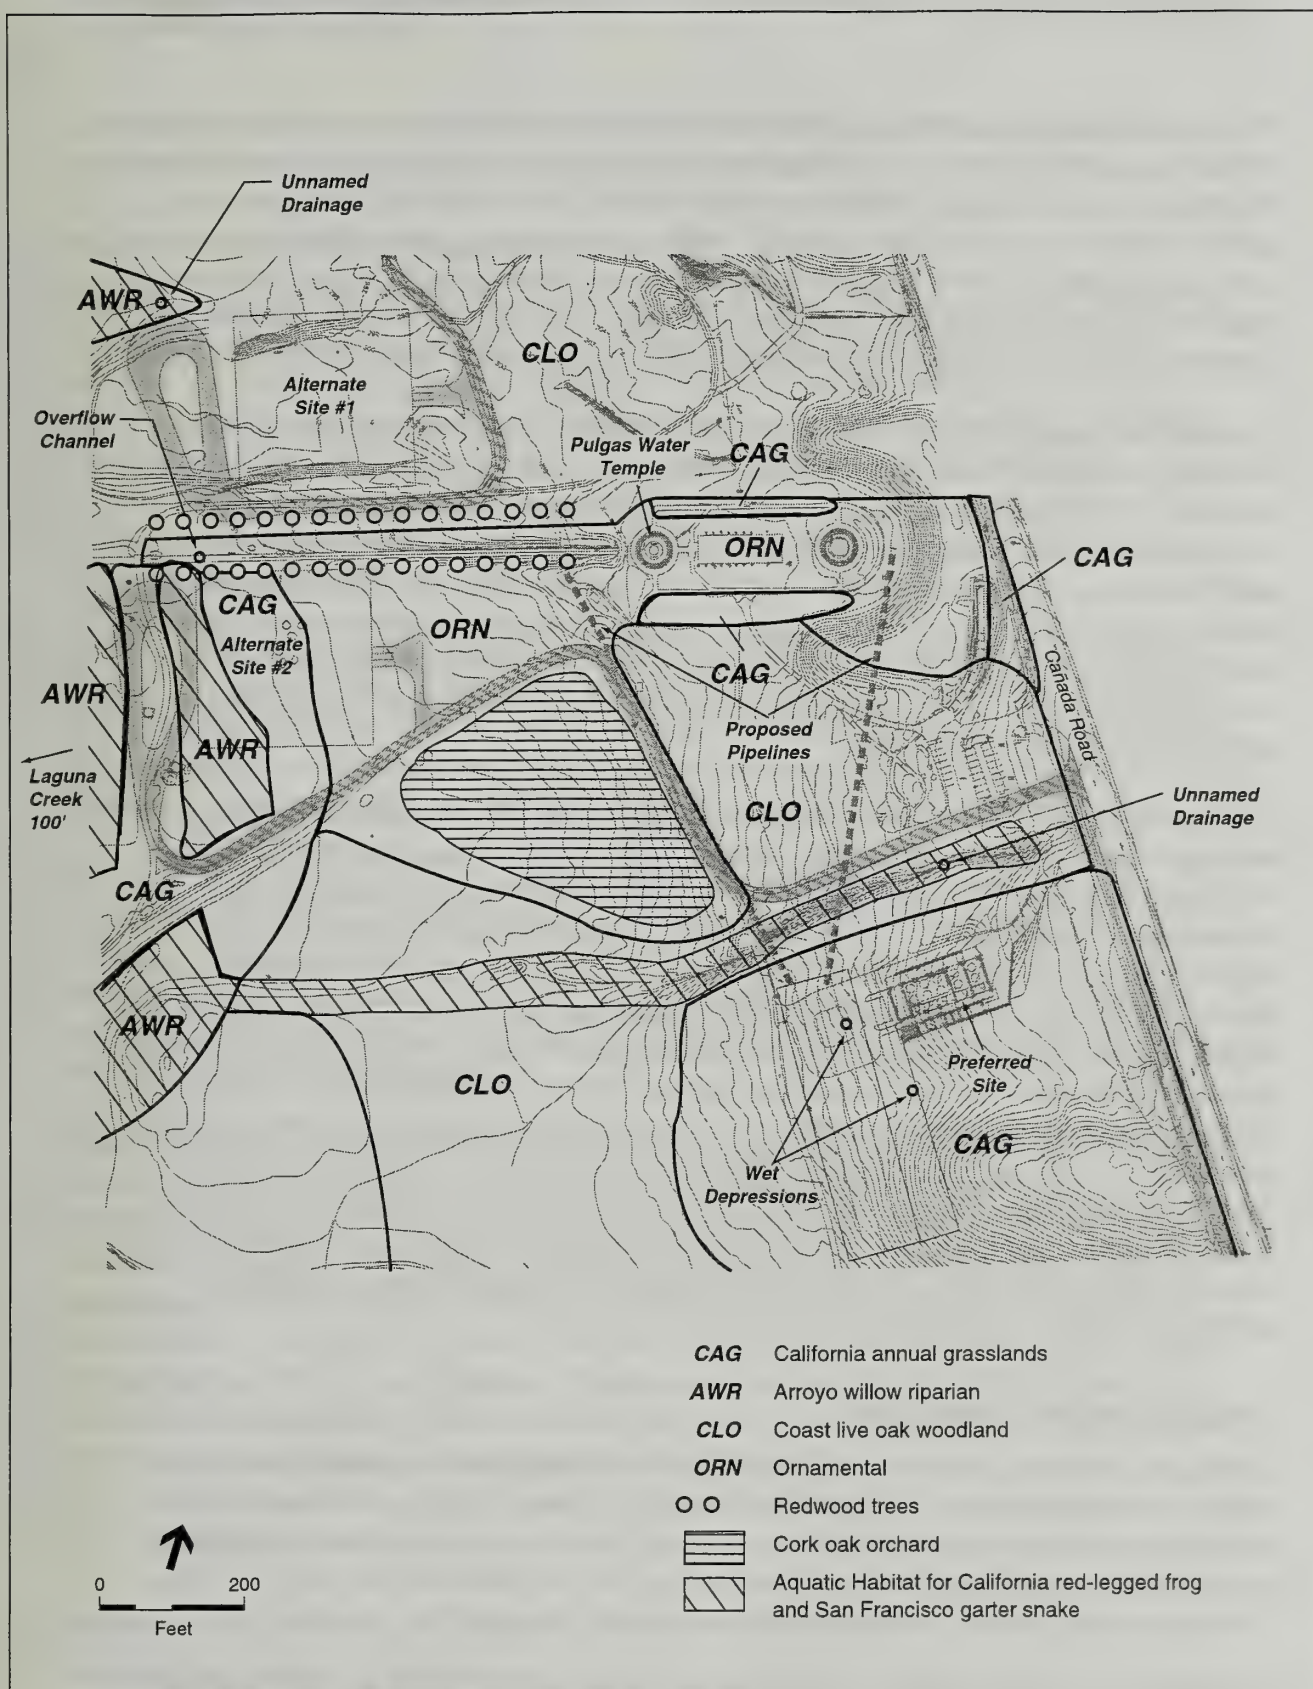 Unnamed
Drainage
AWR
CLO
Alternate
Site #1
Overflow
Channel
Pulgas Water
Temple
CAG
ORN
CAG
CAG
Alternate
Site #2
ORN
CAG
AWR
AWR
Proposed
Pipelines
Cañada Road
Laguna
Creek
100'
CLO
Unnamed
Drainage
CAG
AWR
CLO
Preferred
Site
CAG
Wet
Depressions
CAG California annual grasslands
AWR Arroyo willow riparian
CLO Coast live oak woodland
ORN Ornamental
Redwood trees
Cork oak orchard
Aquatic Habitat for California red-legged frog
and San Francisco garter snake
0 200
Feet